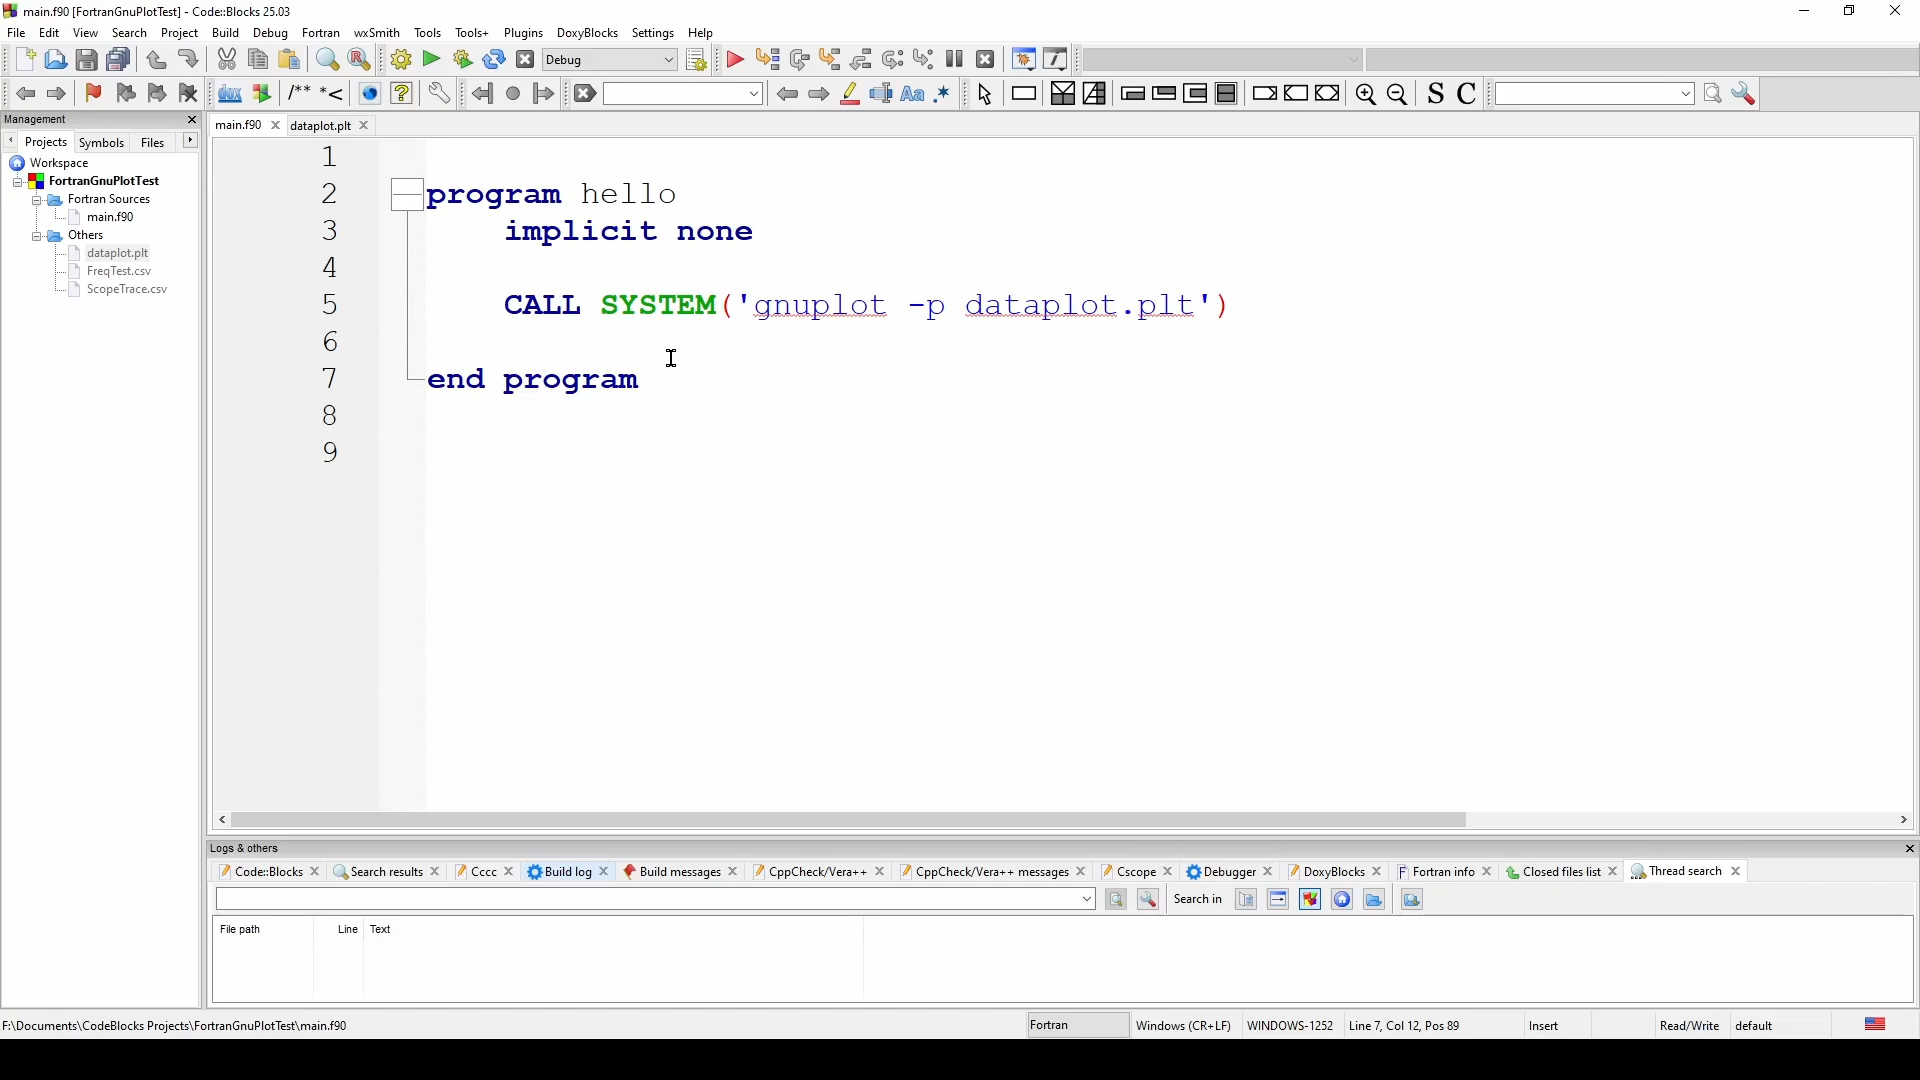 main.f90 [FortranGnuPlotTest] - Code::Blocks 25.03
File Edit View Search Project Build Debug Fortran wxSmith Tools Tools+ Plugins DoxyBlocks Settings Help
Debug
dox /** *< ? Aa .* S C
Management
main.f90 dataplot.plt
Projects Symbols Files
Workspace
FortranGnuPlotTest
Fortran Sources
main.f90
Others
dataplot.plt
FreqTest.csv
ScopeTrace.csv
1
2 program hello
3 implicit none
4
5 CALL SYSTEM('gnuplot -p dataplot.plt')
6
7 end program
8
9
Logs & others
Code::Blocks Search results Cccc Build log Build messages CppCheck/Vera++ CppCheck/Vera++ messages Cscope Debugger DoxyBlocks Fortran info Closed files list Thread search
Search in
File path Line Text
F:\Documents\CodeBlocks Projects\FortranGnuPlotTest\main.f90 Fortran Windows (CR+LF) WINDOWS-1252 Line 7, Col 12, Pos 89 Insert Read/Write default